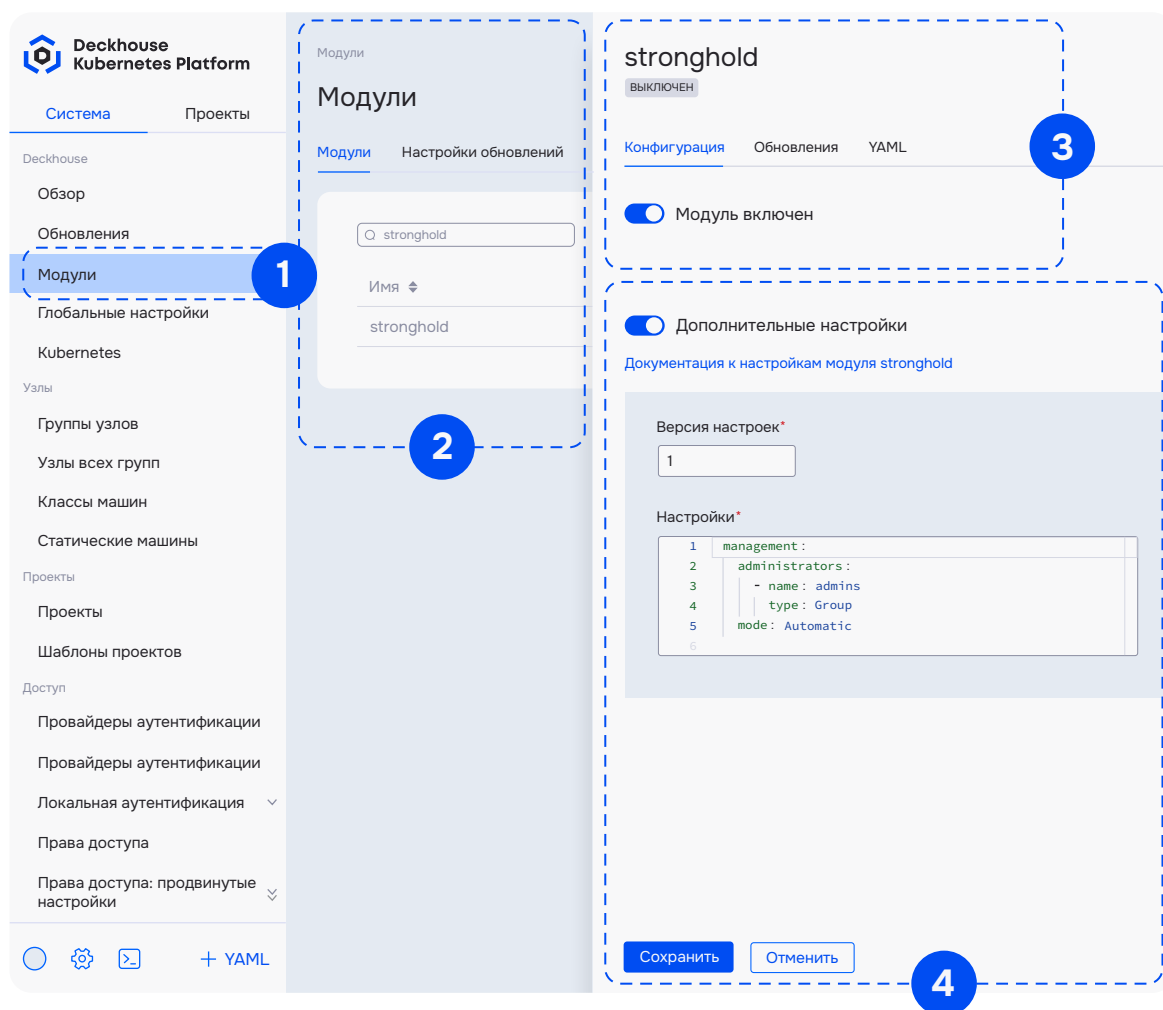 Deckhouse
Kubernetes Platform
Система
Проекты
Deckhouse
Обзор
Обновления
Модули
1
Глобальные настройки
Kubernetes
Узлы
Группы узлов
Узлы всех групп
Классы машин
Статические машины
Проекты
Проекты
Шаблоны проектов
Доступ
Провайдеры аутентификации
Провайдеры аутентификации
Локальная аутентификация
Права доступа
Права доступа: продвинутые
настройки
+ YAML
Модули
Модули
Модули
Настройки обновлений
stronghold
Имя
stronghold
2
stronghold
ВЫКЛЮЧЕН
Конфигурация
Обновления
YAML
3
Модуль включен
Дополнительные настройки
Документация к настройкам модуля stronghold
Версия настроек*
1
Настройки*
1 management:
2 administrators:
3 - name: admins
4 type: Group
5 mode: Automatic
6
Сохранить
Отменить
4